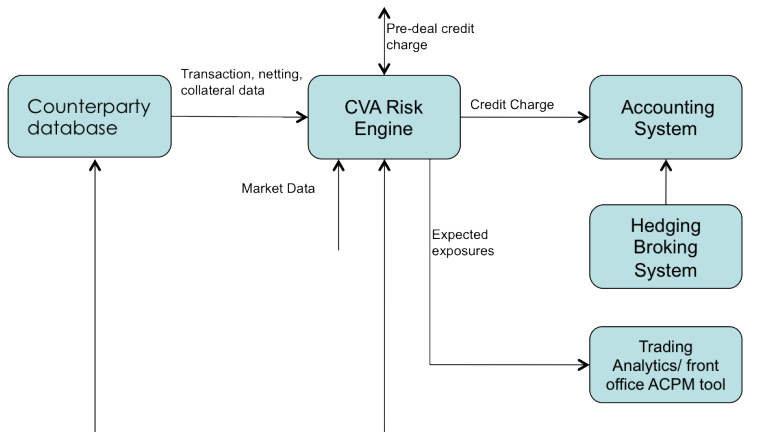 Pre-deal credit
charge
Transaction, netting,
collateral data
Counterparty
database
CVA Risk
Engine
Credit Charge
Accounting
System
Market Data
Expected
exposures
Hedging
Broking
System
Trading
Analytics/ front
office ACPM tool